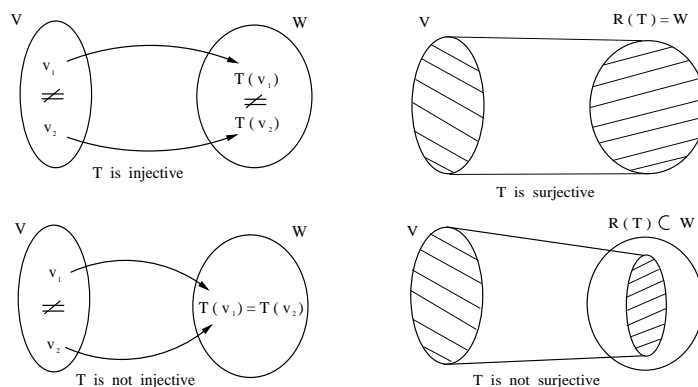 V
W
v₁
≠
v₂
T(v₁)
≠
T(v₂)
T is injective
V
R(T) = W
T is surjective
V
W
v₁
≠
v₂
T(v₁) = T(v₂)
T is not injective
V
R(T) ⊂ W
T is not surjective